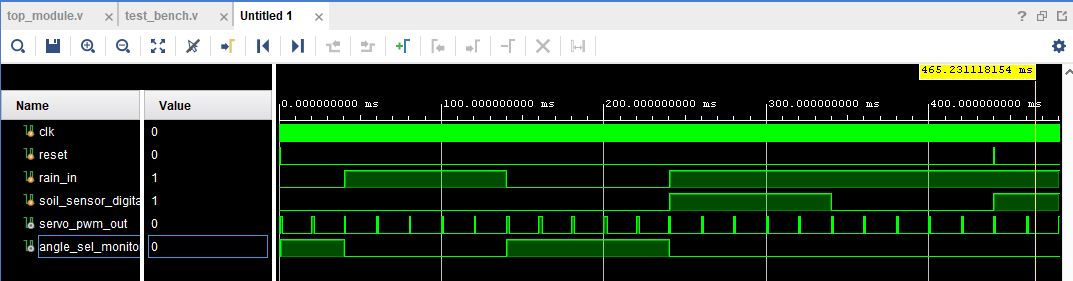 top_module.v × test_bench.v × Untitled 1 × ?
465.231118154 ms
Name Value
0.000000000 ms 100.000000000 ms 200.000000000 ms 300.000000000 ms 400.000000000 ms
clk 0
reset 0
rain_in 1
soil_sensor_digita 1
servo_pwm_out 0
angle_sel_monito 0